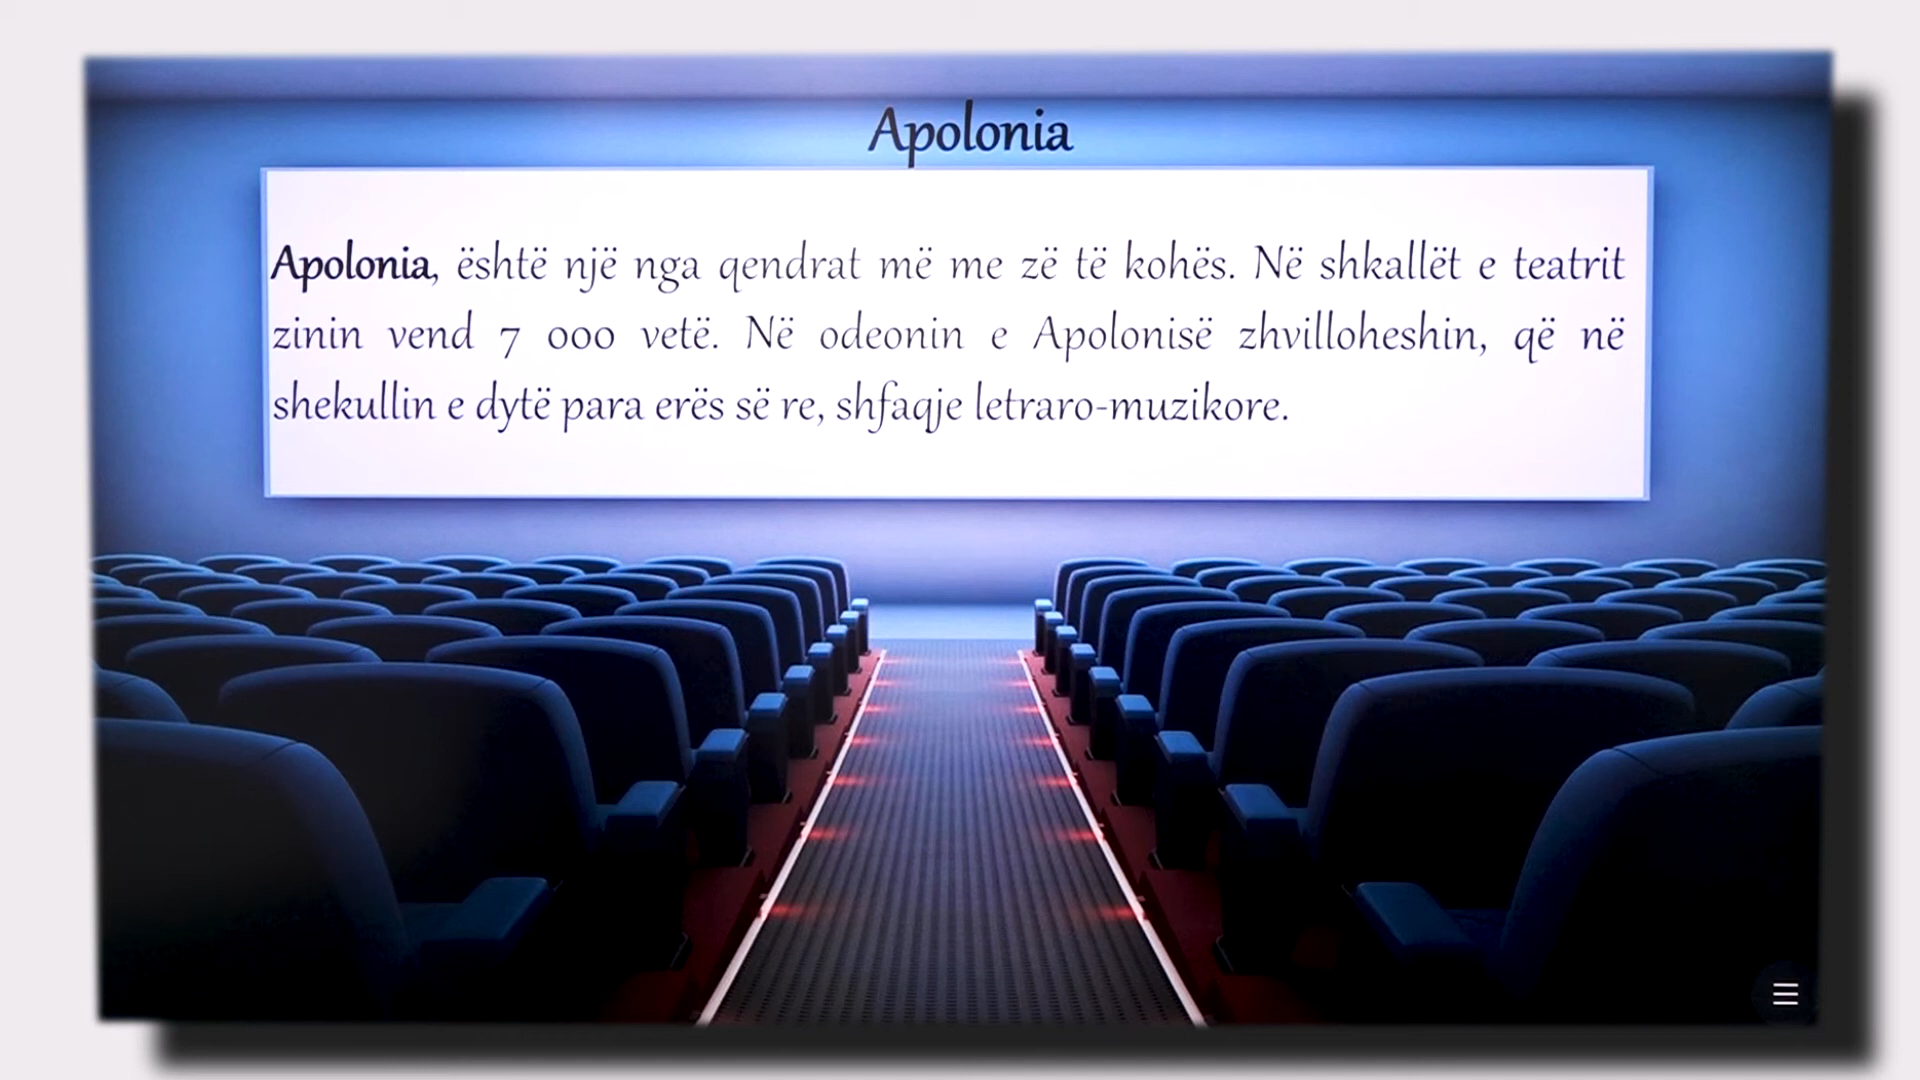 Apolonia
Apolonia, është një nga qendrat më me zë të kohës. Në shkallët e teatrit
zinin vend 7 000 vetë. Në odeonin e Apolonisë zhvilloheshin, që në
shekullin e dytë para erës së re, shfaqje letraro-muzikore.